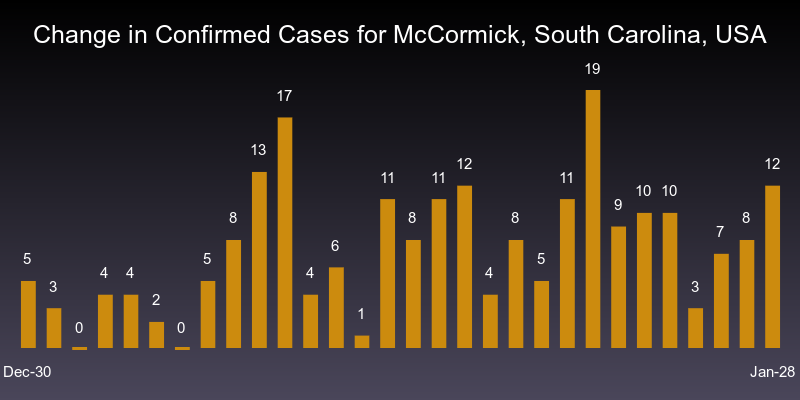 Change in Confirmed Cases for McCormick, South Carolina, USA
5 3 0 4 4 2 0 5 8 13 17 4 6 1 11 8 11 12 4 8 5 11 19 9 10 10 3 7 8 12
Dec-30 Jan-28